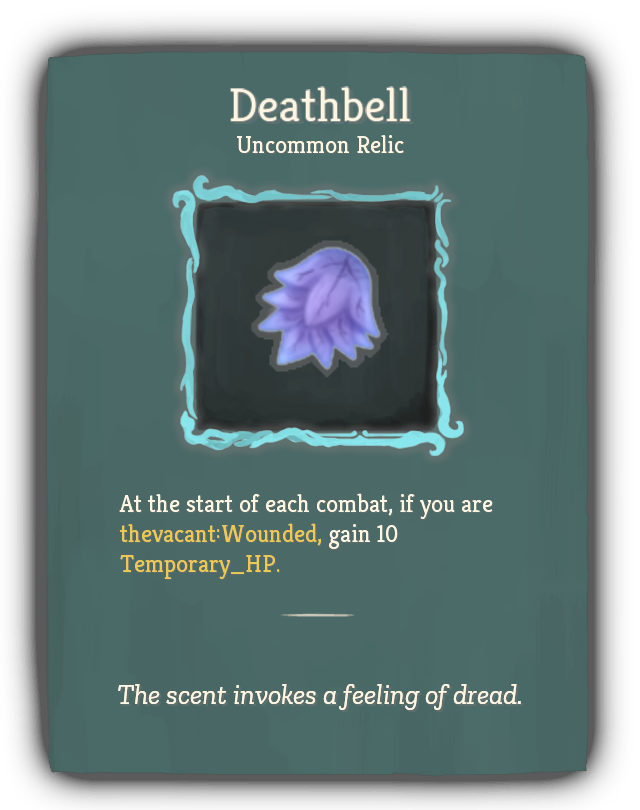 Deathbell
Uncommon Relic
At the start of each combat, if you are
thevacant:Wounded, gain 10
Temporary_HP.
The scent invokes a feeling of dread.